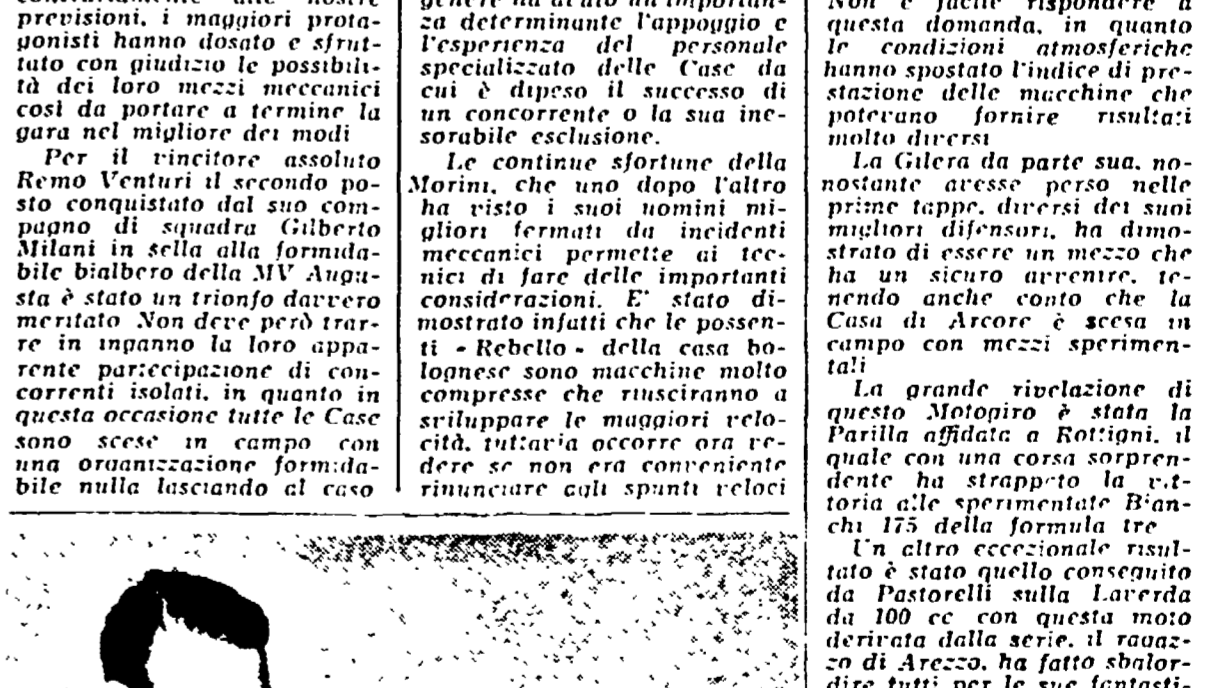 previsioni, i maggiori prota-
gonisti hanno dosato e sfrut-
tato con giudizio le possibili-
tà dei loro mezzi meccanici
così da portare a termine la
gara nel migliore dei modi
Per il vincitore assoluto
Remo Venturi il secondo po-
sto conquistato dal suo com-
pagno di squadra Gilberto
Milani in sella alla formida-
bile bialbero della MV Augu-
sta è stato un trionfo davvero
meritato Non deve però trar-
re in inganno la loro appa-
rente partecipazione di con-
correnti isolati, in quanto in
questa occasione tutte le Case
sono scese in campo con
una organizzazione formida-
bile nulla lasciando al caso
za determinante l'appoggio e
l'esperienza del personale
specializzato delle Case da
cui è dipeso il successo di
un concorrente o la sua ine-
sorabile esclusione.
Le continue sfortune della
Morini, che uno dopo l'altro
ha visto i suoi uomini mi-
gliori fermati da incidenti
meccanici permette ai tec-
nici di fare delle importanti
considerazioni. E' stato di-
mostrato infatti che le possen-
ti - Rebello - della casa bo-
lognese sono macchine molto
compresse che riusciranno a
sviluppare le maggiori velo-
cità, tuttavia occorre ora ve-
dere se non era conveniente
rinunciare agli spunti veloci
Non è facile rispondere a
questa domanda, in quanto
le condizioni atmosferiche
hanno spostato l'indice di pre-
stazione delle macchine che
potevano fornire risultati
molto diversi
La Gilera da parte sua, no-
nostante avesse perso nelle
prime tappe, diversi dei suoi
migliori difensori, ha dimo-
strato di essere un mezzo che
ha un sicuro avvenire, te-
nendo anche conto che la
Casa di Arcore è scesa in
campo con mezzi sperimen-
tali
La grande rivelazione di
questo Motogiro è stata la
Parilla affidata a Rottigni, il
quale con una corsa sorpren-
dente ha strappato la vit-
toria alle sperimentate Bian-
chi 175 della formula tre
Un altro eccezionale risul-
tato è stato quello conseguito
da Pastorelli sulla Laverda
da 100 cc con questa moto
derivata dalla serie, il ragaz-
zo di Arezzo, ha fatto sbalor-
dire tutti per le sue fantasti-